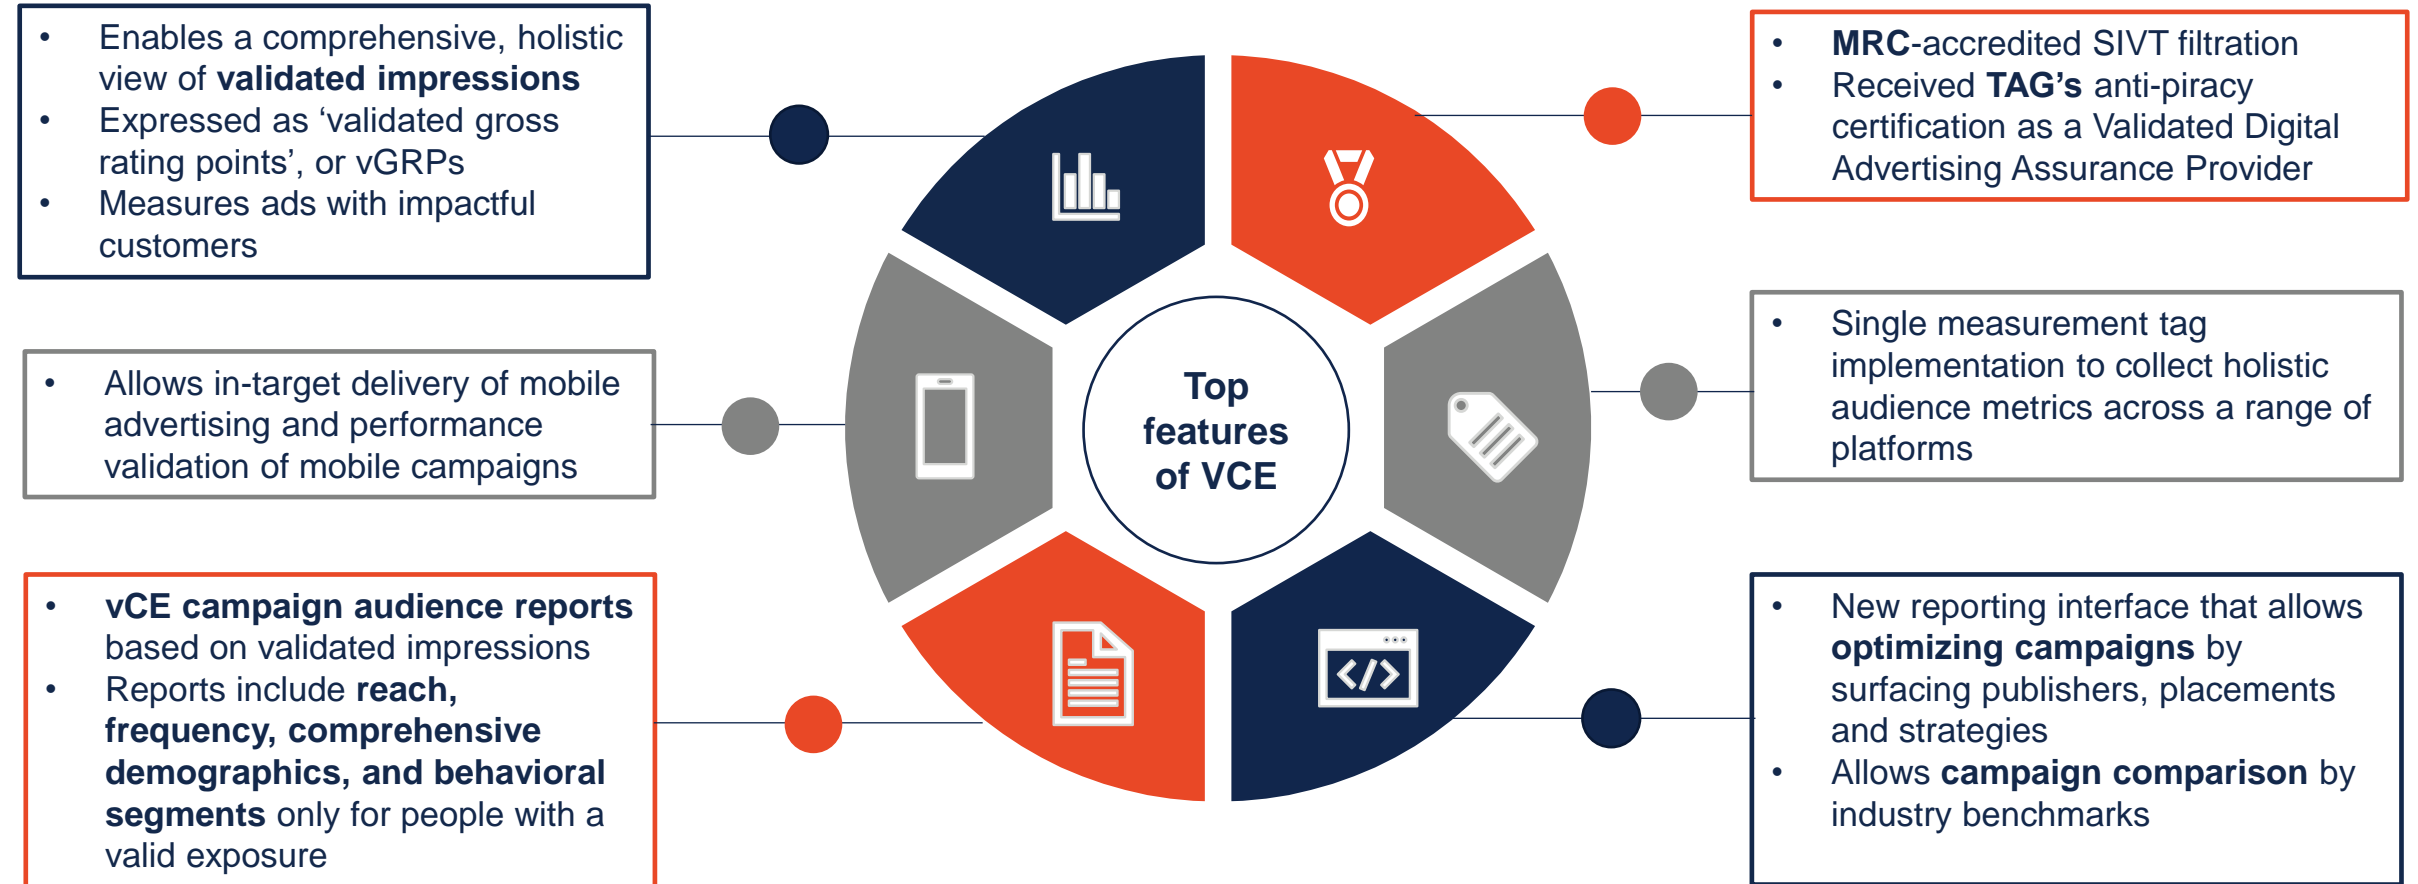 • Enables a comprehensive, holistic
view of validated impressions
• Expressed as ‘validated gross
rating points’, or vGRPs
• Measures ads with impactful
customers
• MRC-accredited SIVT filtration
• Received TAG’s anti-piracy
certification as a Validated Digital
Advertising Assurance Provider
• Allows in-target delivery of mobile
advertising and performance
validation of mobile campaigns
Top
features
of VCE
• Single measurement tag
implementation to collect holistic
audience metrics across a range of
platforms
• vCE campaign audience reports
based on validated impressions
• Reports include reach,
frequency, comprehensive
demographics, and behavioral
segments only for people with a
valid exposure
• New reporting interface that allows
optimizing campaigns by
surfacing publishers, placements
and strategies
• Allows campaign comparison by
industry benchmarks